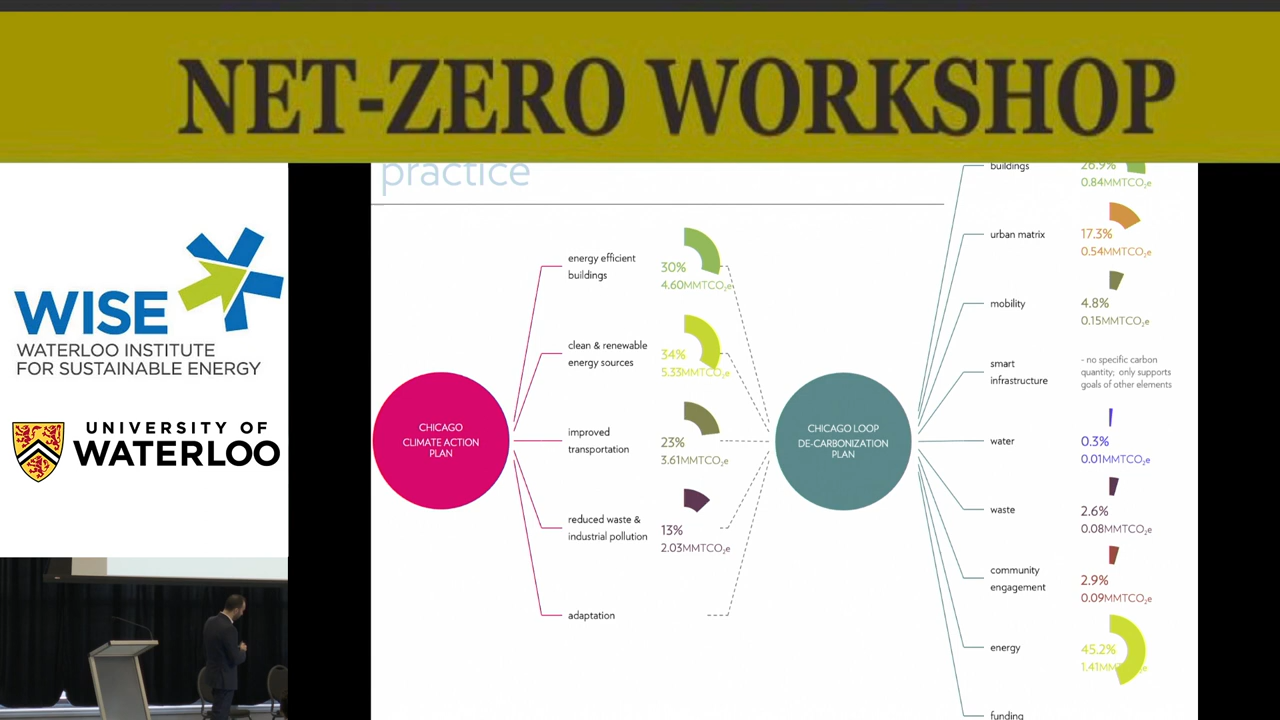 NET-ZERO WORKSHOP
WISE
WATERLOO INSTITUTE
FOR SUSTAINABLE ENERGY
UNIVERSITY OF
WATERLOO
practice
CHICAGO
CLIMATE ACTION
PLAN
energy efficient
buildings
30%
4.60MMTCO₂e
clean & renewable
energy sources
34%
5.33MMTCO₂e
improved
transportation
23%
3.61MMTCO₂e
reduced waste &
industrial pollution
13%
2.03MMTCO₂e
adaptation
CHICAGO LOOP
DE-CARBONIZATION
PLAN
buildings
26.9%
0.84MMTCO₂e
urban matrix
17.3%
0.54MMTCO₂e
mobility
4.8%
0.15MMTCO₂e
smart
infrastructure
- no specific carbon
quantity; only supports
goals of other elements
water
0.3%
0.01MMTCO₂e
waste
2.6%
0.08MMTCO₂e
community
engagement
2.9%
0.09MMTCO₂e
energy
45.2%
1.41MMTCO₂e
funding